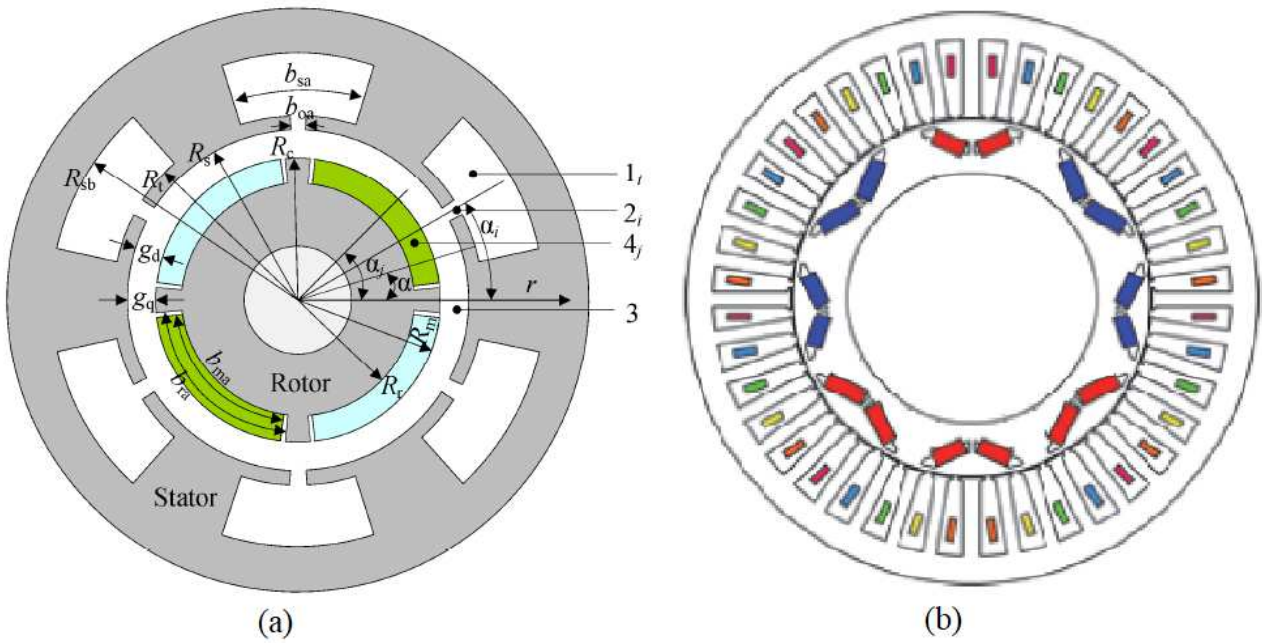 b_sa
b_oa
R_c
R_s
R_t
R_sb
1_t
2_i
α_i
4_j
g_d
α_j
α
r
g_q
3
R_m
b_ma
b_ra
Rotor
R_r
Stator
(a)
(b)